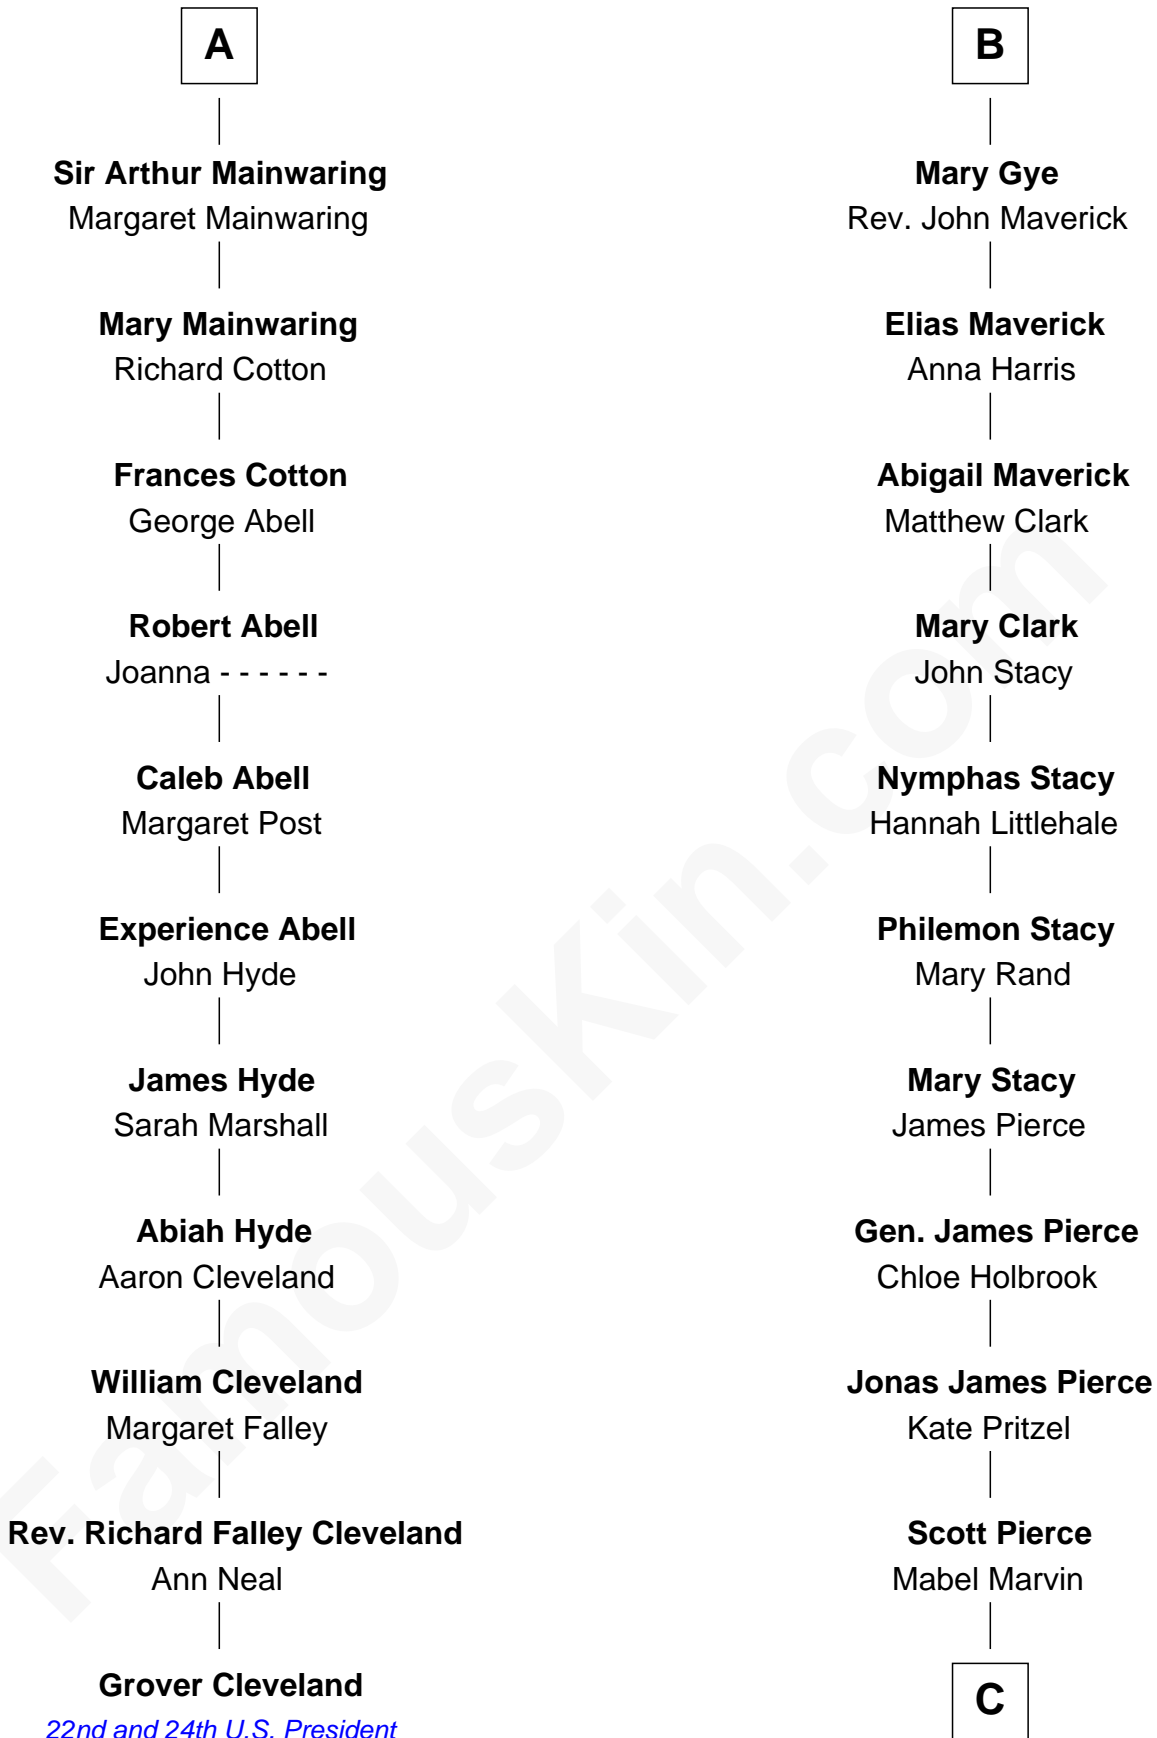 A
Sir Arthur Mainwaring
Margaret Mainwaring
Mary Mainwaring
Richard Cotton
Frances Cotton
George Abell
Robert Abell
Joanna - - - - - -
Caleb Abell
Margaret Post
Experience Abell
John Hyde
James Hyde
Sarah Marshall
Abiah Hyde
Aaron Cleveland
William Cleveland
Margaret Falley
Rev. Richard Falley Cleveland
Ann Neal
Grover Cleveland
22nd and 24th U.S. President
B
Mary Gye
Rev. John Maverick
Elias Maverick
Anna Harris
Abigail Maverick
Matthew Clark
Mary Clark
John Stacy
Nymphas Stacy
Hannah Littlehale
Philemon Stacy
Mary Rand
Mary Stacy
James Pierce
Gen. James Pierce
Chloe Holbrook
Jonas James Pierce
Kate Pritzel
Scott Pierce
Mabel Marvin
C
FamousKin.com